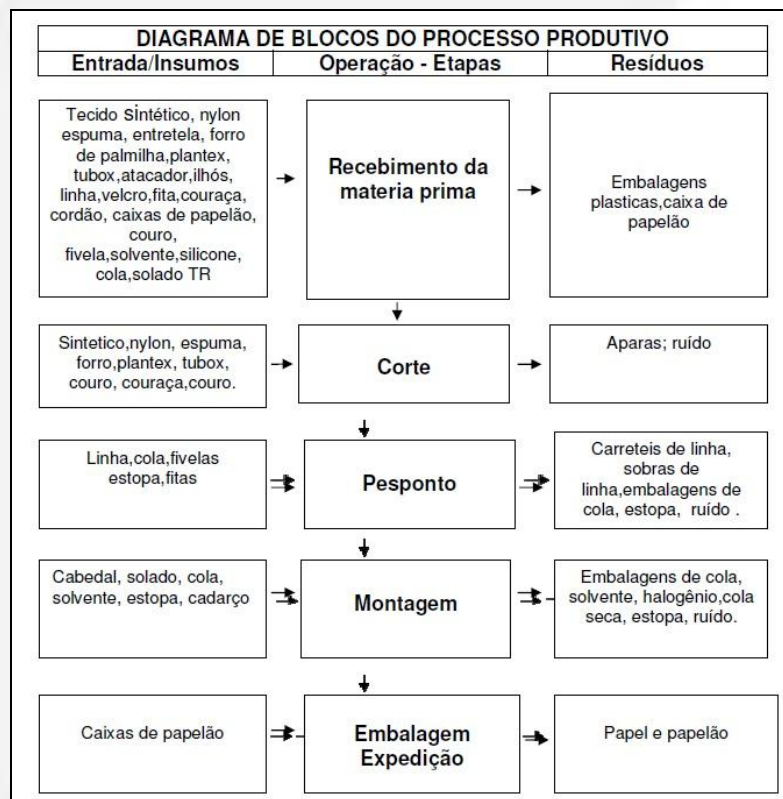 DIAGRAMA DE BLOCOS DO PROCESSO PRODUTIVO
Entrada/Insumos
Operação - Etapas
Resíduos
Tecido sintético, nylon
espuma, entretela, forro
de palmilha,plantex,
tubox,atacador,ilhós,
linha,velcro,fita,couraça,
cordão, caixas de papelão,
couro,
fivela,solvente,silicone,
cola,solado TR
Recebimento da
materia prima
Embalagens
plasticas,caixa de
papelão
Sintetico,nylon, espuma,
forro,plantex, tubox,
couro, couraça,couro.
Corte
Aparas; ruído
Linha,cola,fivelas
estopa,fitas
Pesponto
Carreteis de linha,
sobras de
linha,embalagens de
cola, estopa, ruído .
Cabedal, solado, cola,
solvente, estopa, cadarço
Montagem
Embalagens de cola,
solvente, halogênio,cola
seca, estopa, ruído.
Caixas de papelão
Embalagem
Expedição
Papel e papelão